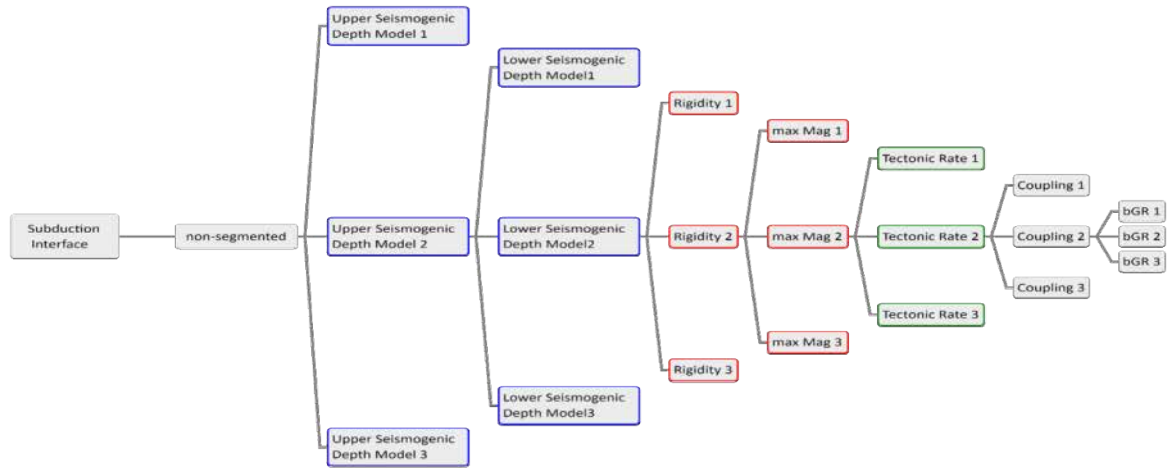 Subduction
Interface
non-segmented
Upper Seismogenic
Depth Model 1
Upper Seismogenic
Depth Model 2
Upper Seismogenic
Depth Model 3
Lower Seismogenic
Depth Model1
Lower Seismogenic
Depth Model2
Lower Seismogenic
Depth Model3
Rigidity 1
Rigidity 2
Rigidity 3
max Mag 1
max Mag 2
max Mag 3
Tectonic Rate 1
Tectonic Rate 2
Tectonic Rate 3
Coupling 1
Coupling 2
Coupling 3
bGR 1
bGR 2
bGR 3